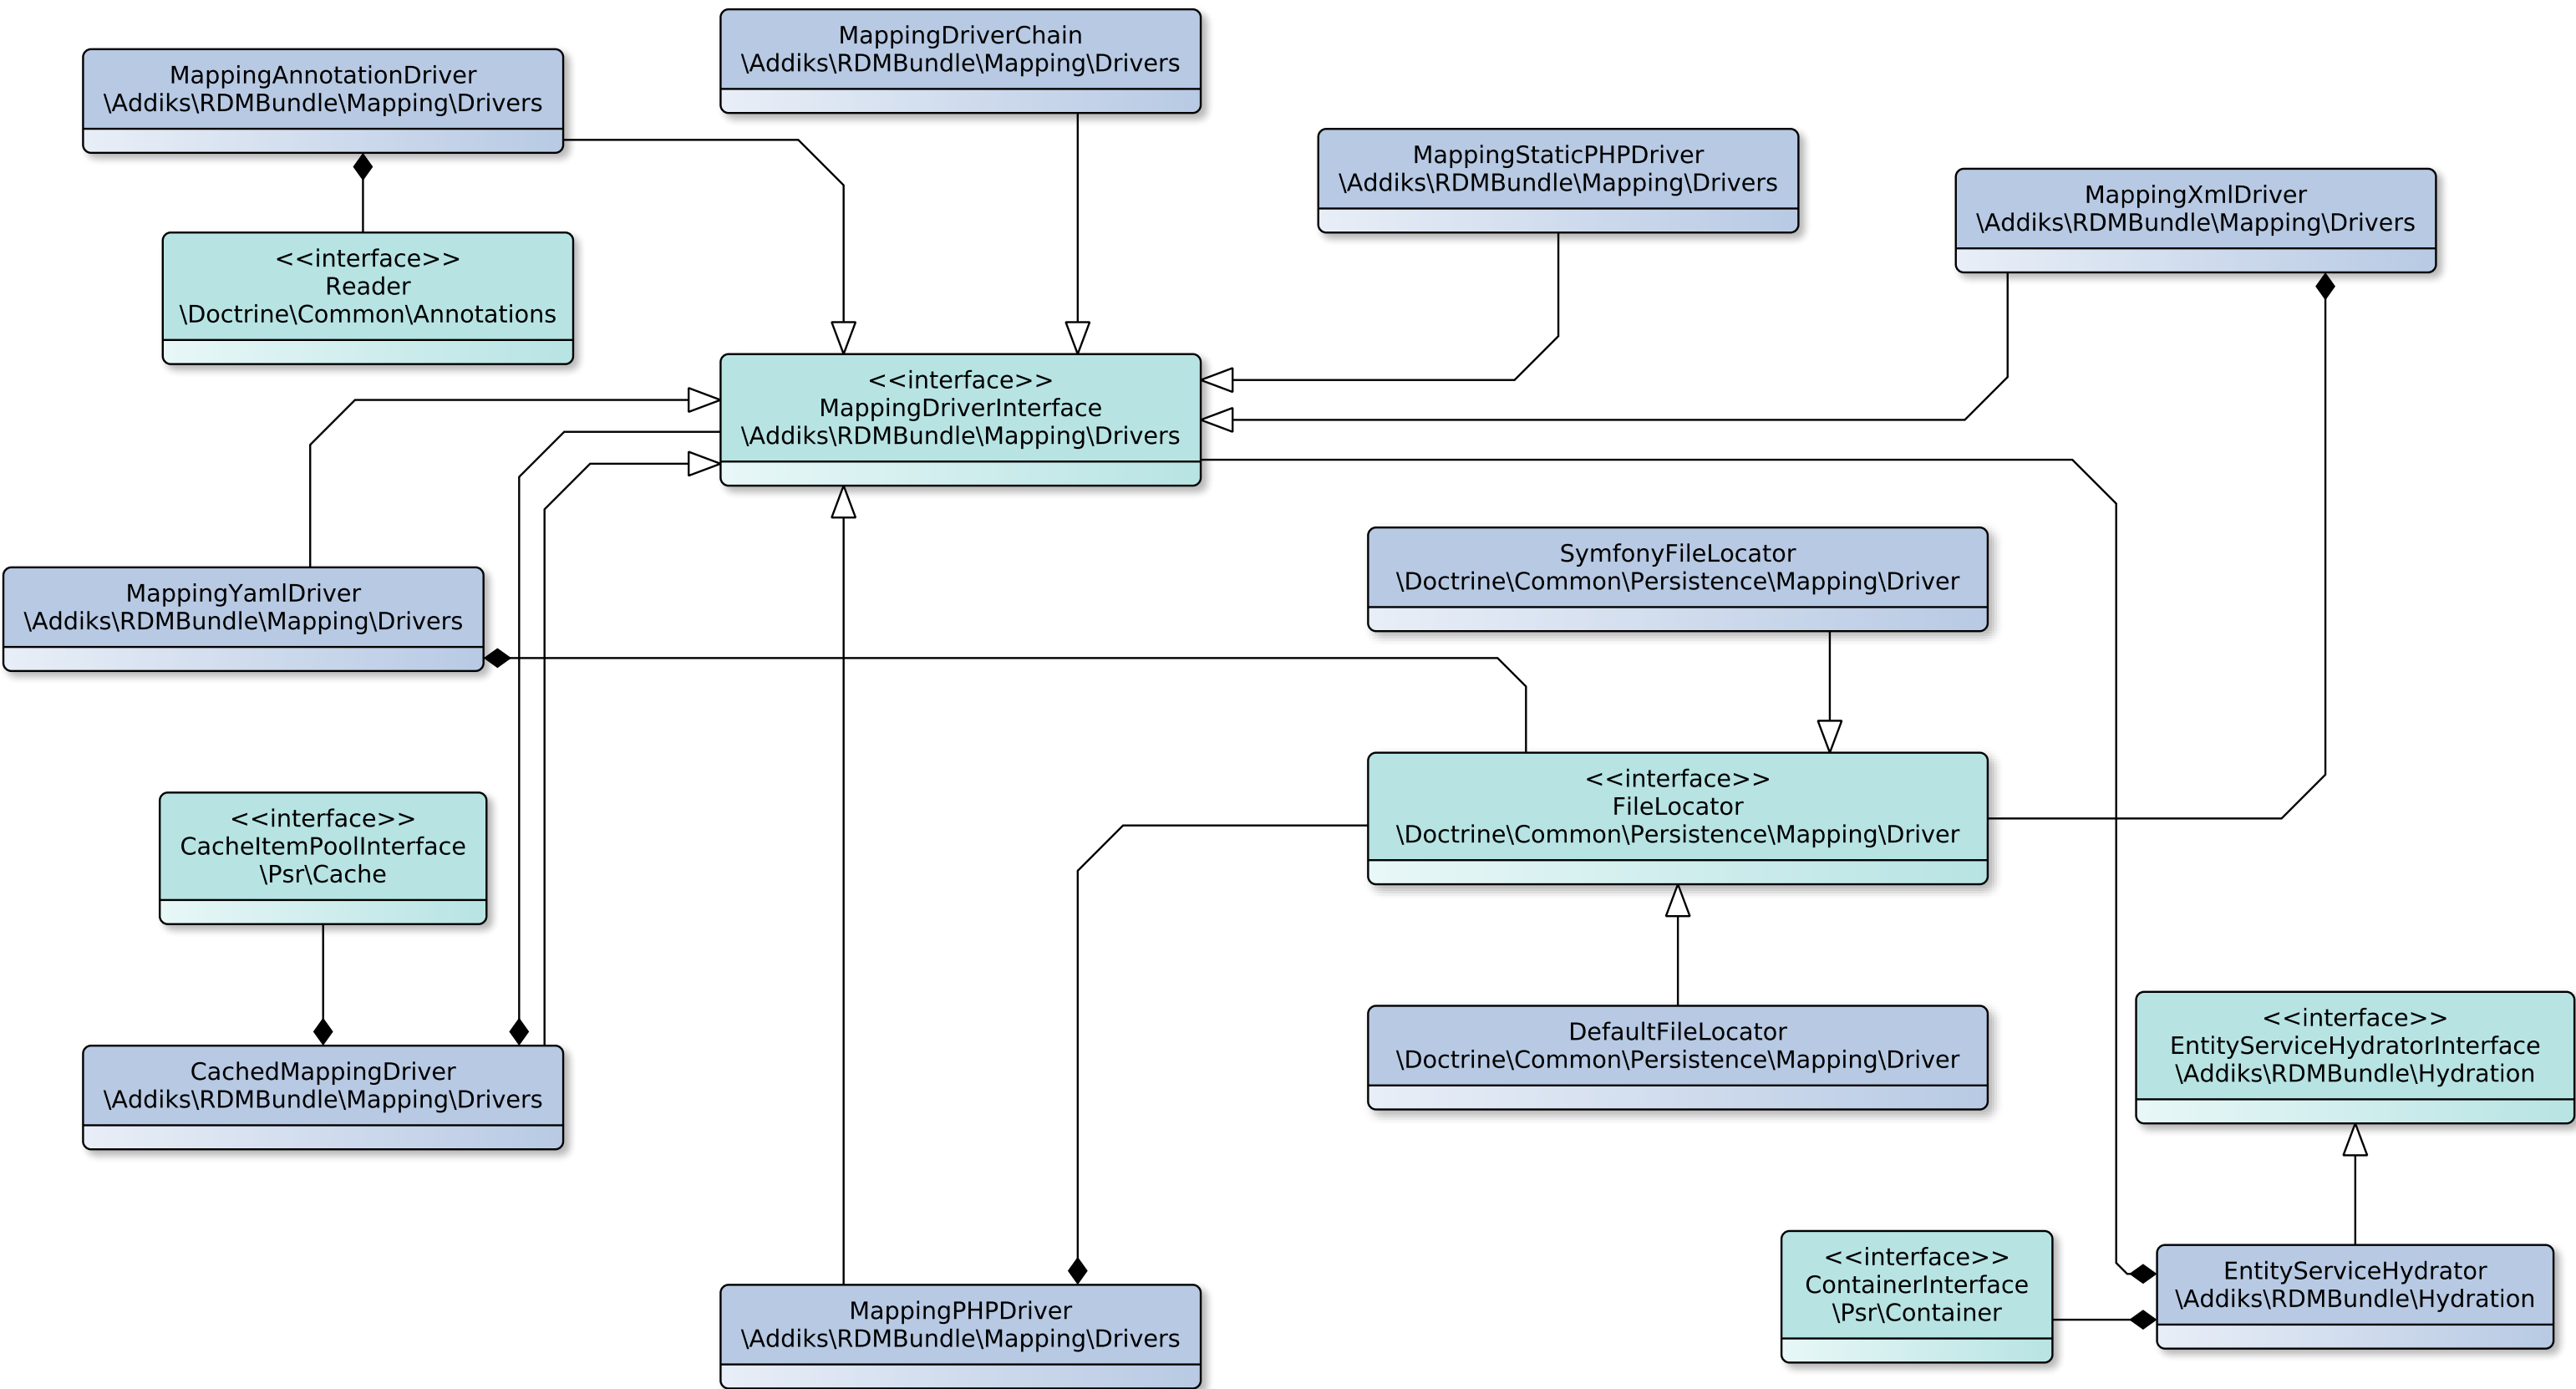 MappingDriverChain
\Addiks\RDMBundle\Mapping\Drivers
MappingAnnotationDriver
\Addiks\RDMBundle\Mapping\Drivers
MappingStaticPHPDriver
\Addiks\RDMBundle\Mapping\Drivers
MappingXmlDriver
\Addiks\RDMBundle\Mapping\Drivers
<<interface>>
Reader
\Doctrine\Common\Annotations
<<interface>>
MappingDriverInterface
\Addiks\RDMBundle\Mapping\Drivers
SymfonyFileLocator
\Doctrine\Common\Persistence\Mapping\Driver
MappingYamlDriver
\Addiks\RDMBundle\Mapping\Drivers
<<interface>>
FileLocator
\Doctrine\Common\Persistence\Mapping\Driver
<<interface>>
CacheItemPoolInterface
\Psr\Cache
DefaultFileLocator
\Doctrine\Common\Persistence\Mapping\Driver
<<interface>>
EntityServiceHydratorInterface
\Addiks\RDMBundle\Hydration
CachedMappingDriver
\Addiks\RDMBundle\Mapping\Drivers
<<interface>>
ContainerInterface
\Psr\Container
EntityServiceHydrator
\Addiks\RDMBundle\Hydration
MappingPHPDriver
\Addiks\RDMBundle\Mapping\Drivers